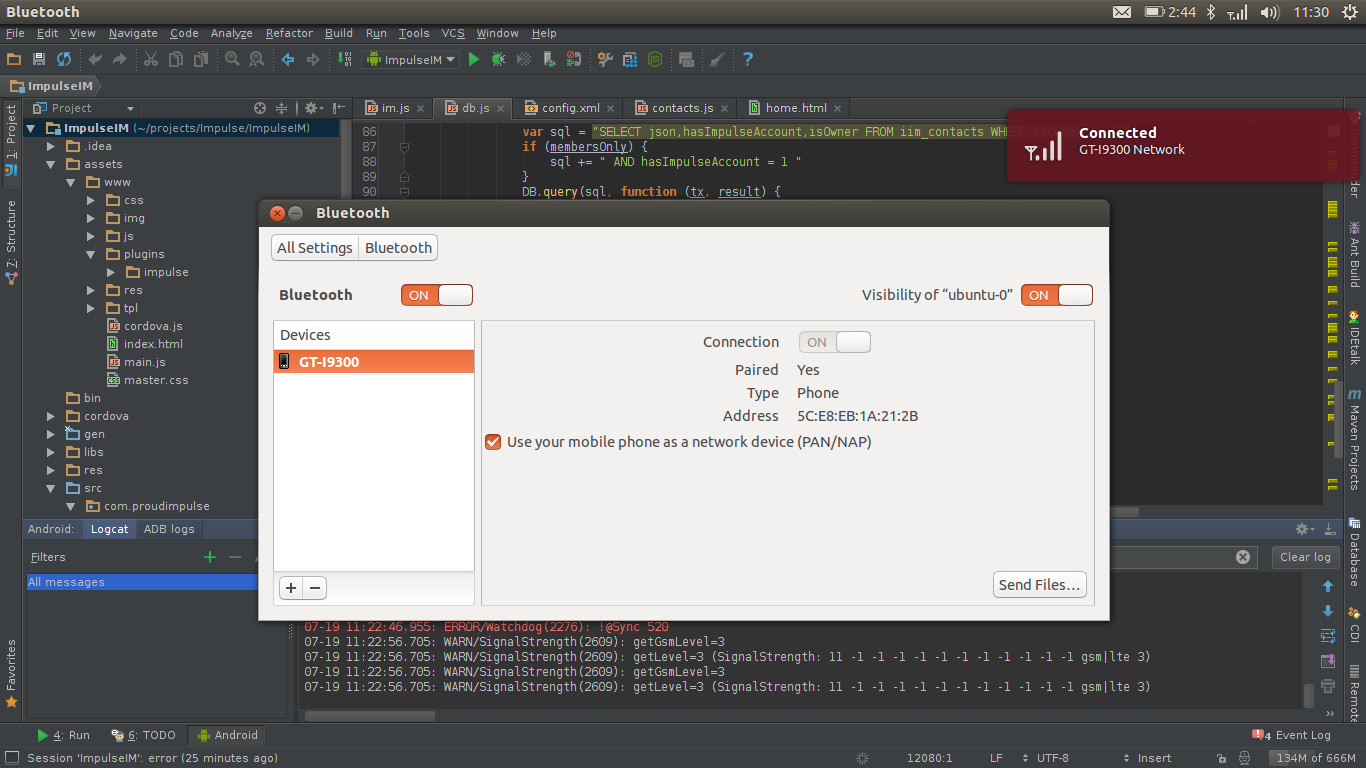 Bluetooth
2:44
11:30
File Edit View Navigate Code Analyze Refactor Build Run Tools VCS Window Help
ImpulseIM
ImpulseIM
1: Project
7: Structure
Favorites
Project
ImpulseIM (~/projects/Impulse/ImpulseIM)
.idea
assets
www
css
img
js
plugins
impulse
res
tpl
cordova.js
index.html
main.js
master.css
bin
cordova
gen
libs
res
src
com.proudimpulse
im.js db.js config.xml contacts.js home.html
86 var sql = "SELECT json,hasImpulseAccount,isOwner FROM iim_contacts WHERE
87 if (membersOnly) {
88 sql += " AND hasImpulseAccount = 1 "
89 }
90 DB.query(sql, function (tx, result) {
Connected
GT-I9300 Network
Bluetooth
All Settings Bluetooth
Bluetooth ON
Visibility of “ubuntu-0” ON
Devices
GT-I9300
Connection ON
Paired Yes
Type Phone
Address 5C:E8:EB:1A:21:2B
Use your mobile phone as a network device (PAN/NAP)
+ −
Send Files…
Ant Build
IDEtalk
Maven Projects
Database
CDI
Remote
Android: Logcat ADB logs
Filters
Clear log
All messages
07-19 11:22:46.955: ERROR/Watchdog(2276): !@Sync 520
07-19 11:22:56.705: WARN/SignalStrength(2609): getGsmLevel=3
07-19 11:22:56.705: WARN/SignalStrength(2609): getLevel=3 (SignalStrength: 11 -1 -1 -1 -1 -1 -1 -1 -1 -1 -1 -1 gsm|lte 3)
07-19 11:22:56.705: WARN/SignalStrength(2609): getGsmLevel=3
07-19 11:22:56.705: WARN/SignalStrength(2609): getLevel=3 (SignalStrength: 11 -1 -1 -1 -1 -1 -1 -1 -1 -1 -1 -1 gsm|lte 3)
4: Run 6: TODO Android
4 Event Log
Session 'ImpulseIM': error (25 minutes ago)
12080:1 LF UTF-8 Insert 134M of 666M